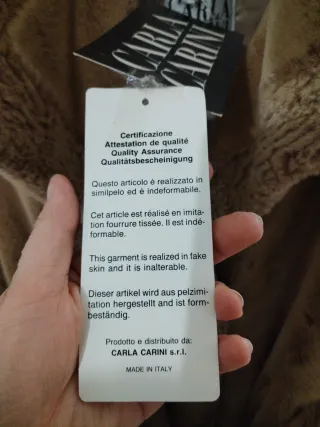 CARLA
CARINI
CARLA
CARINI
Certificazione
Attestation de qualité
Quality Assurance
Qualitätsbescheinigung
Questo articolo è realizzato in
similpelo ed è indeformabile.
Cet article est réalisé en imita-
tion fourrure tissée. Il est indé-
formable.
This garment is realized in fake
skin and it is inalterable.
Dieser artikel wird aus pelzimi-
tation hergestellt and ist form-
beständig.
Prodotto e distribuito da:
CARLA CARINI s.r.l.
MADE IN ITALY